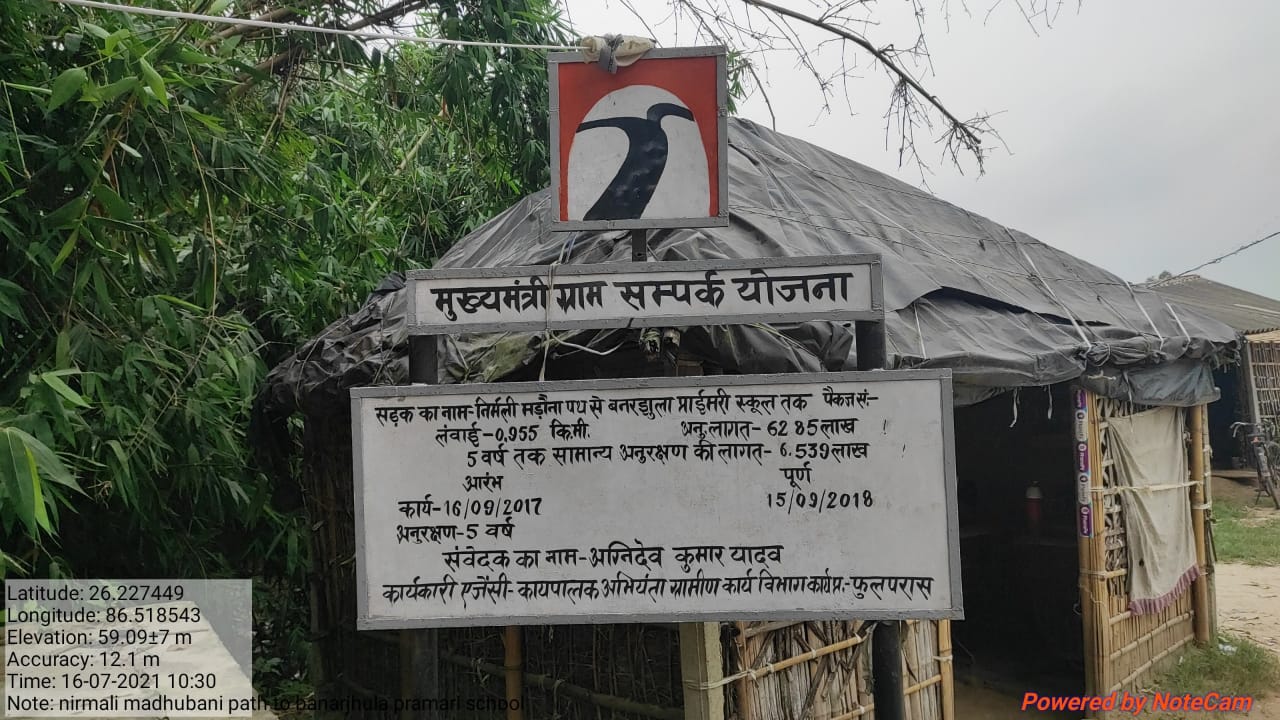 मुख्यमंत्री ग्राम सम्पर्क योजना
सड़क का नाम-निर्मली मड़ौना पथ से बनरझुला प्राईमरी स्कूल तक पैकज सं:-
लंवाई-0.955 कि.मी. अनु.लागत-62.85लाख
5 वर्ष तक सामान्य अनुरक्षण की लागत-6.539लाख
आरंभ पूर्ण
कार्य-16/09/2017 15/09/2018
अनुरक्षण-5 वर्ष
संवेदक का नाम-अग्निदेव कुमार यादव
कार्यकारी एजेंसी-कायपालक अभियंता ग्रामीण कार्य विभाग कार्यप्र:-फुलपरास
Latitude: 26.227449
Longitude: 86.518543
Elevation: 59.09±7 m
Accuracy: 12.1 m
Time: 16-07-2021 10:30
Note: nirmali madhubani path to banarjhula pramari school
Powered by NoteCam